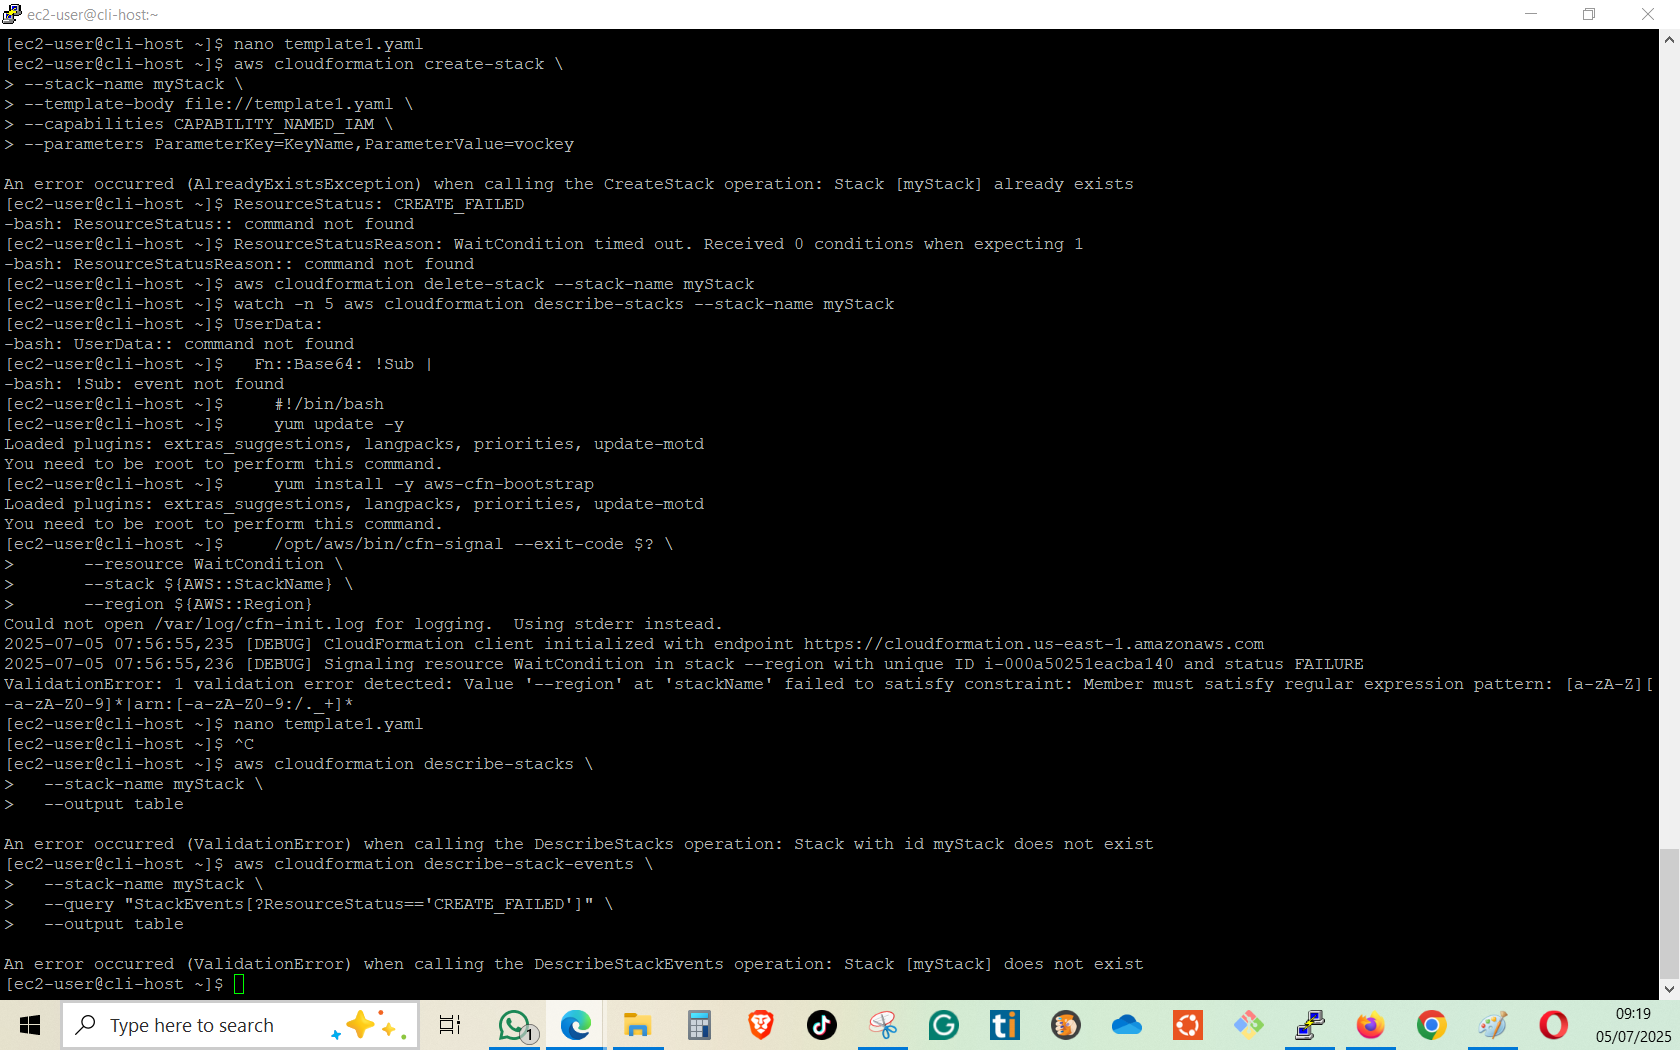 ec2-user@cli-host:~
[ec2-user@cli-host ~]$ nano template1.yaml
[ec2-user@cli-host ~]$ aws cloudformation create-stack \
> --stack-name myStack \
> --template-body file://template1.yaml \
> --capabilities CAPABILITY_NAMED_IAM \
> --parameters ParameterKey=KeyName,ParameterValue=vockey
An error occurred (AlreadyExistsException) when calling the CreateStack operation: Stack [myStack] already exists
[ec2-user@cli-host ~]$ ResourceStatus: CREATE_FAILED
-bash: ResourceStatus:: command not found
[ec2-user@cli-host ~]$ ResourceStatusReason: WaitCondition timed out. Received 0 conditions when expecting 1
-bash: ResourceStatusReason:: command not found
[ec2-user@cli-host ~]$ aws cloudformation delete-stack --stack-name myStack
[ec2-user@cli-host ~]$ watch -n 5 aws cloudformation describe-stacks --stack-name myStack
[ec2-user@cli-host ~]$ UserData:
-bash: UserData:: command not found
[ec2-user@cli-host ~]$   Fn::Base64: !Sub |
-bash: !Sub: event not found
[ec2-user@cli-host ~]$     #!/bin/bash
[ec2-user@cli-host ~]$     yum update -y
Loaded plugins: extras_suggestions, langpacks, priorities, update-motd
You need to be root to perform this command.
[ec2-user@cli-host ~]$     yum install -y aws-cfn-bootstrap
Loaded plugins: extras_suggestions, langpacks, priorities, update-motd
You need to be root to perform this command.
[ec2-user@cli-host ~]$     /opt/aws/bin/cfn-signal --exit-code $? \
>       --resource WaitCondition \
>       --stack ${AWS::StackName} \
>       --region ${AWS::Region}
Could not open /var/log/cfn-init.log for logging.  Using stderr instead.
2025-07-05 07:56:55,235 [DEBUG] CloudFormation client initialized with endpoint https://cloudformation.us-east-1.amazonaws.com
2025-07-05 07:56:55,236 [DEBUG] Signaling resource WaitCondition in stack --region with unique ID i-000a50251eacba140 and status FAILURE
ValidationError: 1 validation error detected: Value '--region' at 'stackName' failed to satisfy constraint: Member must satisfy regular expression pattern: [a-zA-Z][
-a-zA-Z0-9]*|arn:[-a-zA-Z0-9:/._+]*
[ec2-user@cli-host ~]$ nano template1.yaml
[ec2-user@cli-host ~]$ ^C
[ec2-user@cli-host ~]$ aws cloudformation describe-stacks \
>   --stack-name myStack \
>   --output table
An error occurred (ValidationError) when calling the DescribeStacks operation: Stack with id myStack does not exist
[ec2-user@cli-host ~]$ aws cloudformation describe-stack-events \
>   --stack-name myStack \
>   --query "StackEvents[?ResourceStatus=='CREATE_FAILED']" \
>   --output table
An error occurred (ValidationError) when calling the DescribeStackEvents operation: Stack [myStack] does not exist
[ec2-user@cli-host ~]$
Type here to search
1
ti
09:19
05/07/2025